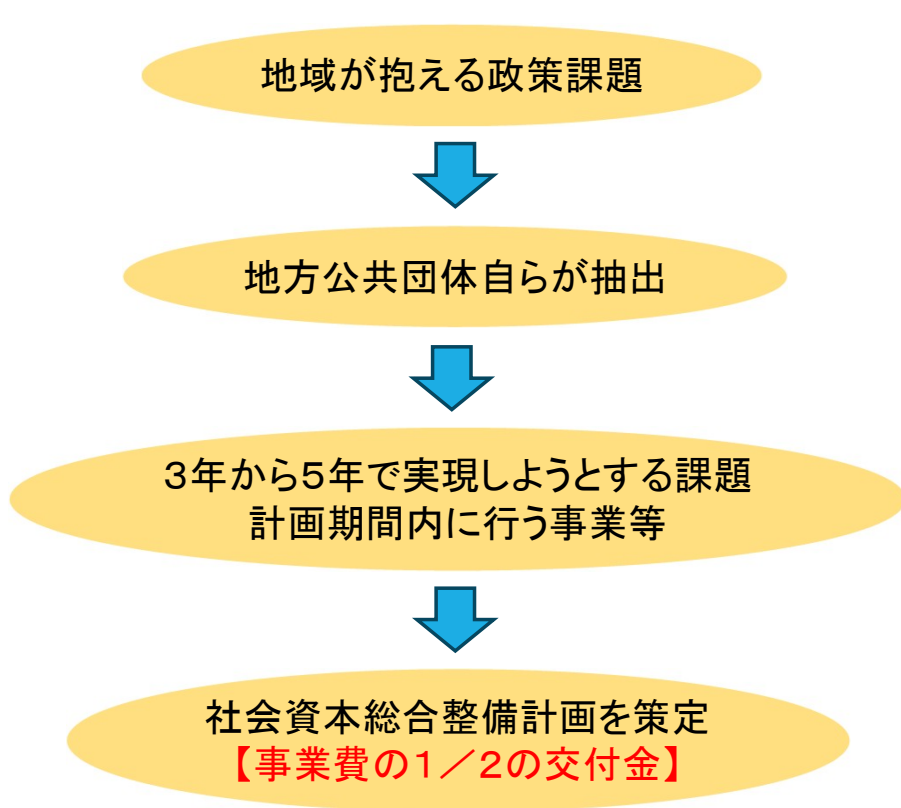 地域が抱える政策課題
地方公共団体自らが抽出
３年から５年で実現しようとする課題
計画期間内に行う事業等
社会資本総合整備計画を策定
【事業費の１／２の交付金】